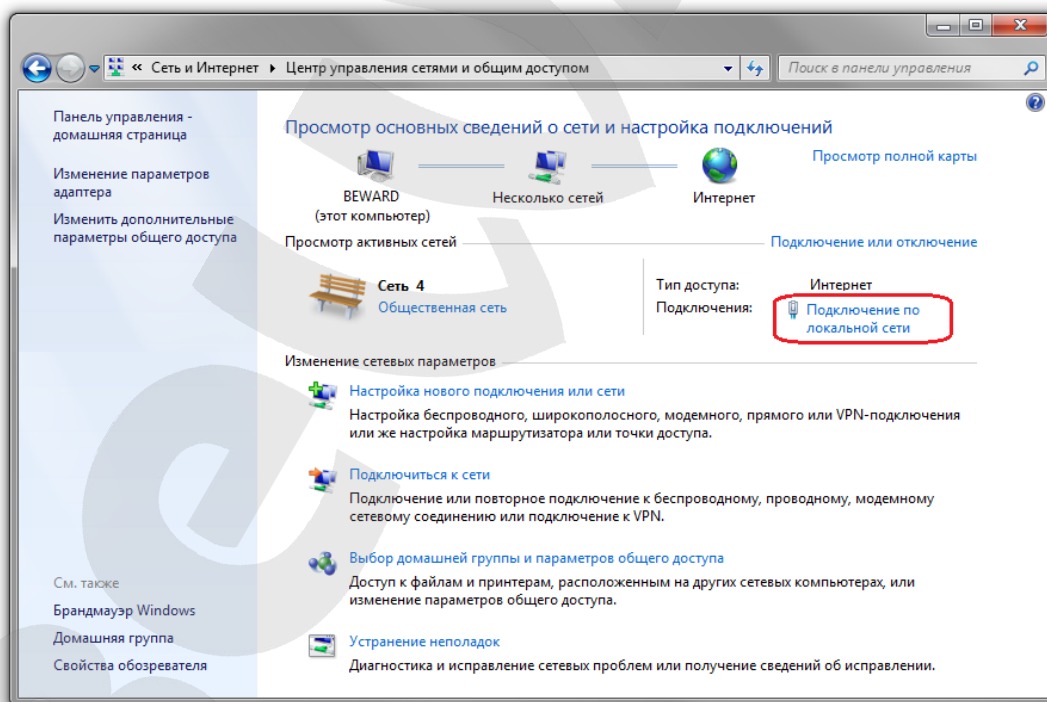 « Сеть и Интернет ▸ Центр управления сетями и общим доступом
Поиск в панели управления
Панель управления -
домашняя страница
Изменение параметров
адаптера
Изменить дополнительные
параметры общего доступа
См. также
Брандмауэр Windows
Домашняя группа
Свойства обозревателя
Просмотр основных сведений о сети и настройка подключений
Просмотр полной карты
BEWARD
(этот компьютер)
Несколько сетей
Интернет
Просмотр активных сетей
Подключение или отключение
Сеть 4
Общественная сеть
Тип доступа: Интернет
Подключения: Подключение по
локальной сети
Изменение сетевых параметров
Настройка нового подключения или сети
Настройка беспроводного, широкополосного, модемного, прямого или VPN-подключения
или же настройка маршрутизатора или точки доступа.
Подключиться к сети
Подключение или повторное подключение к беспроводному, проводному, модемному
сетевому соединению или подключение к VPN.
Выбор домашней группы и параметров общего доступа
Доступ к файлам и принтерам, расположенным на других сетевых компьютерах, или
изменение параметров общего доступа.
Устранение неполадок
Диагностика и исправление сетевых проблем или получение сведений об исправлении.